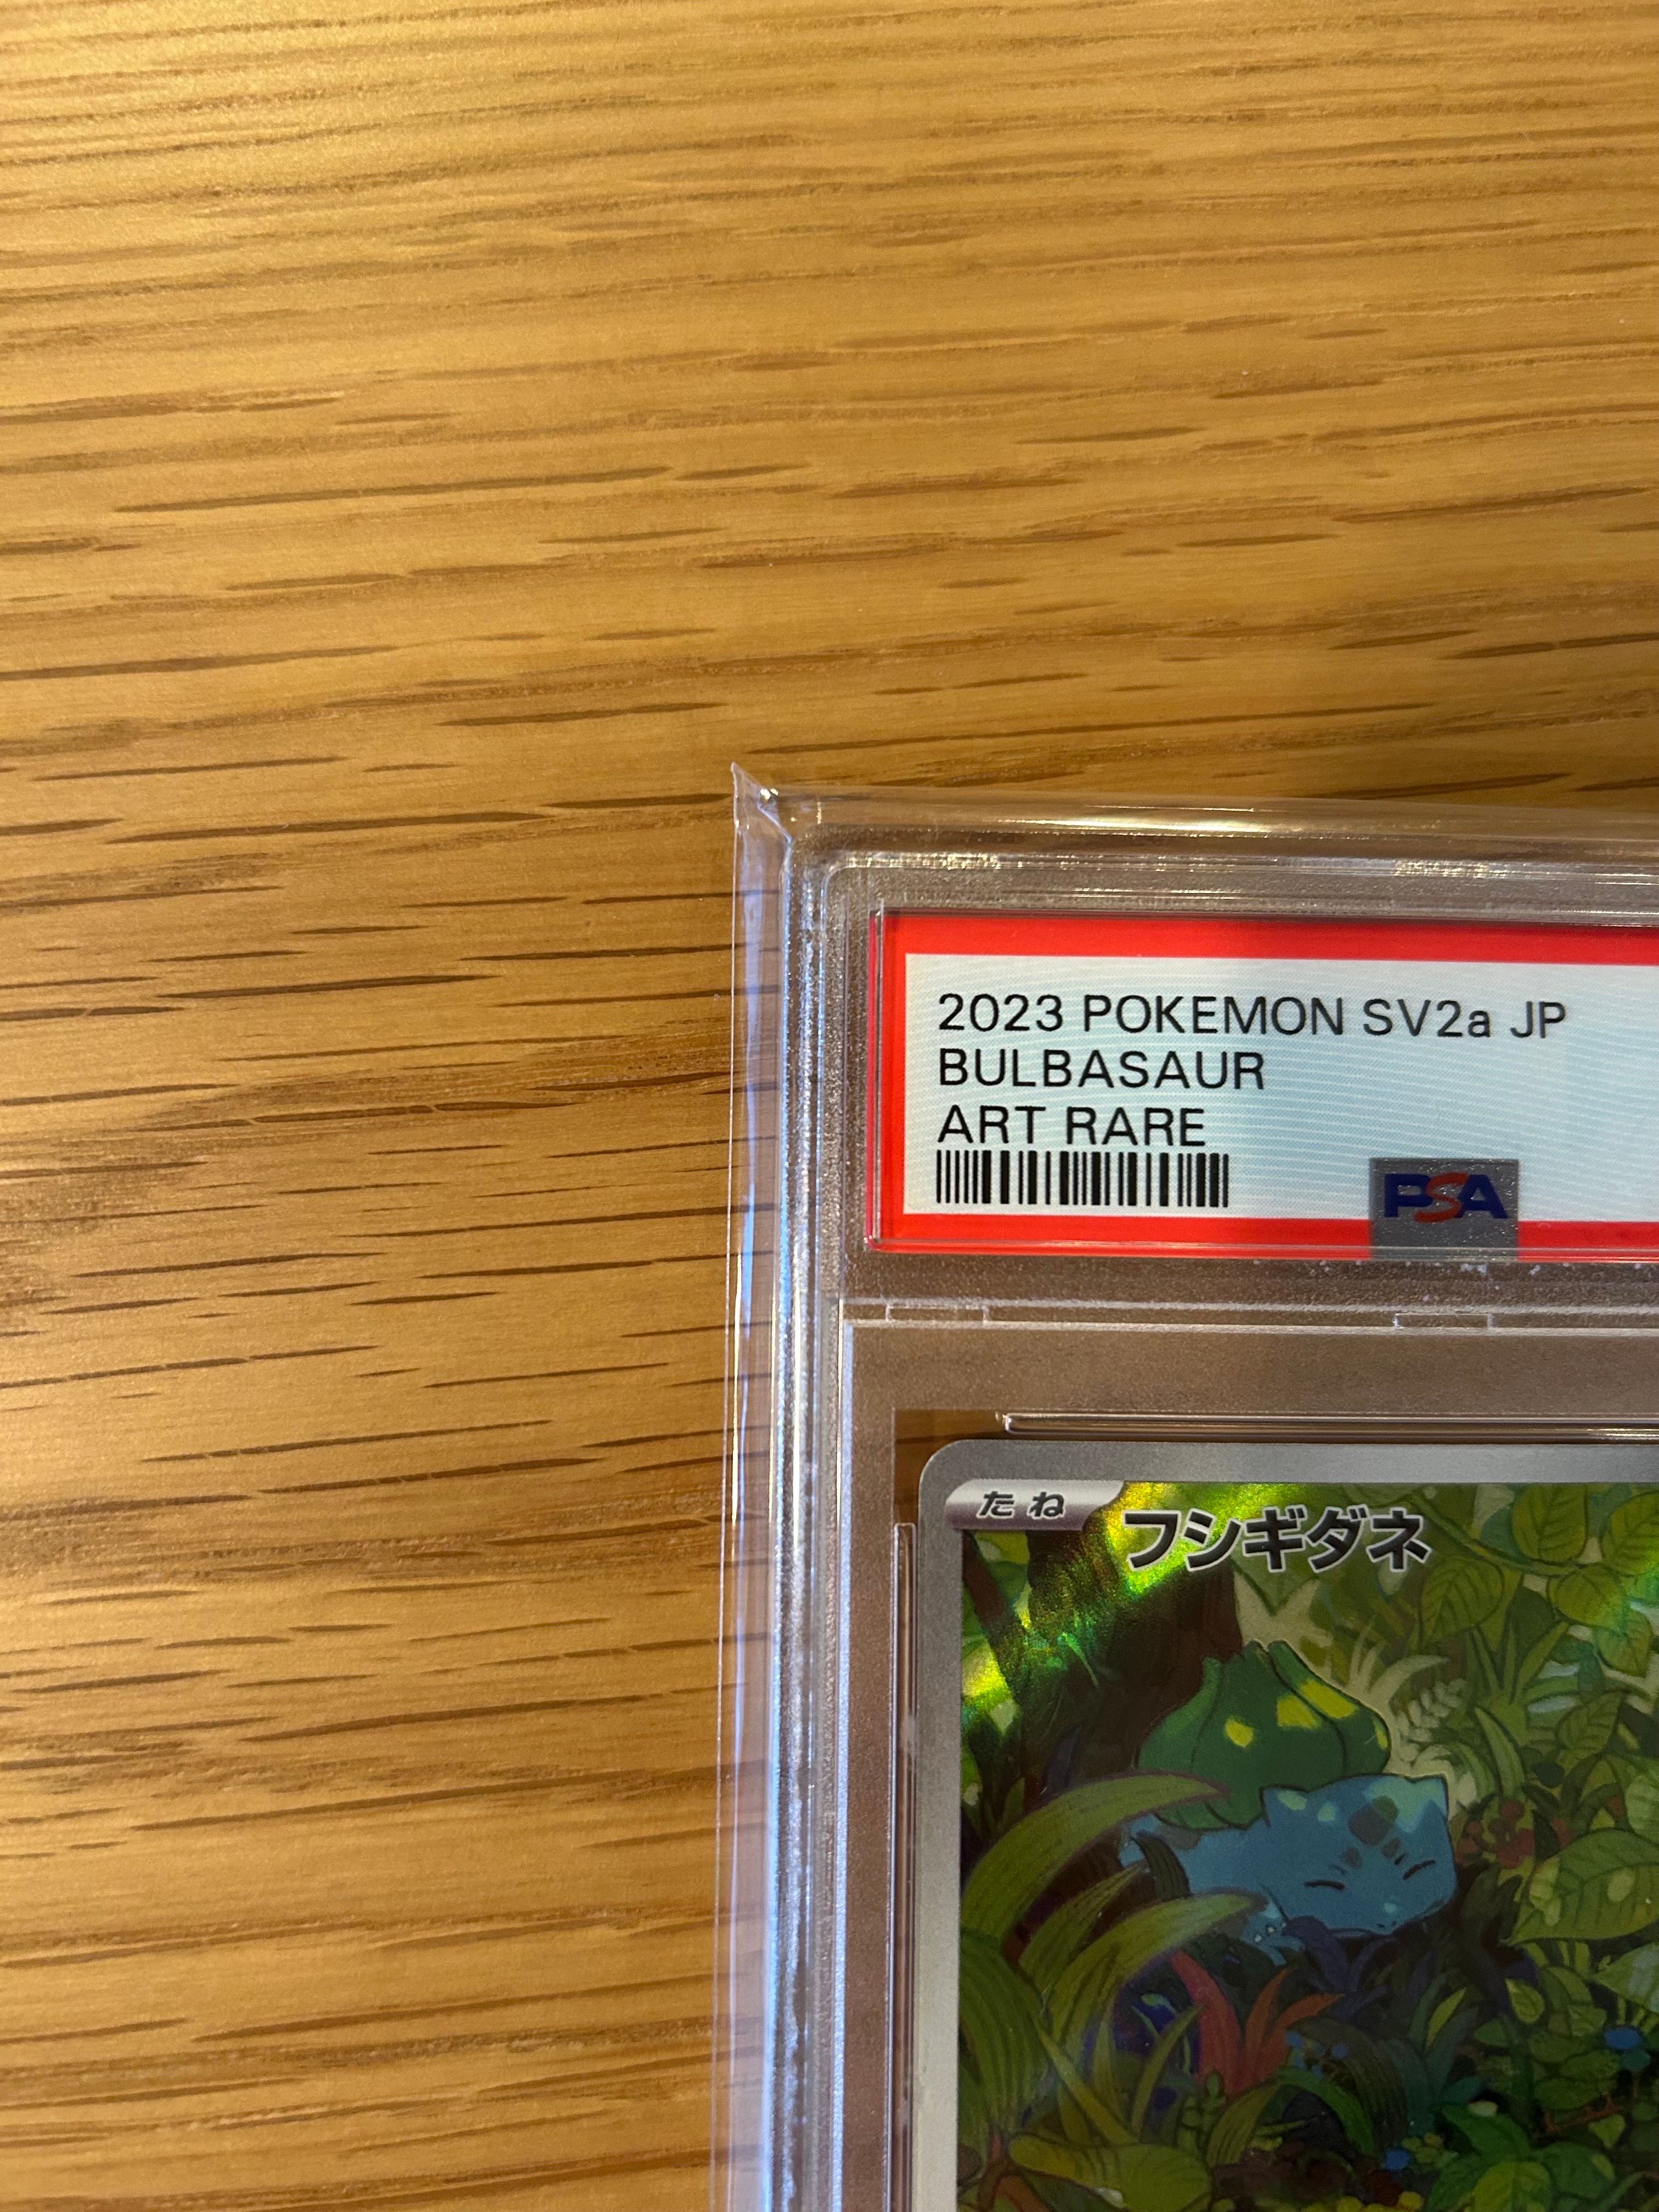 2023 POKEMON SV2a JP
BULBASAUR
ART RARE
PSA
たね フシギダネ